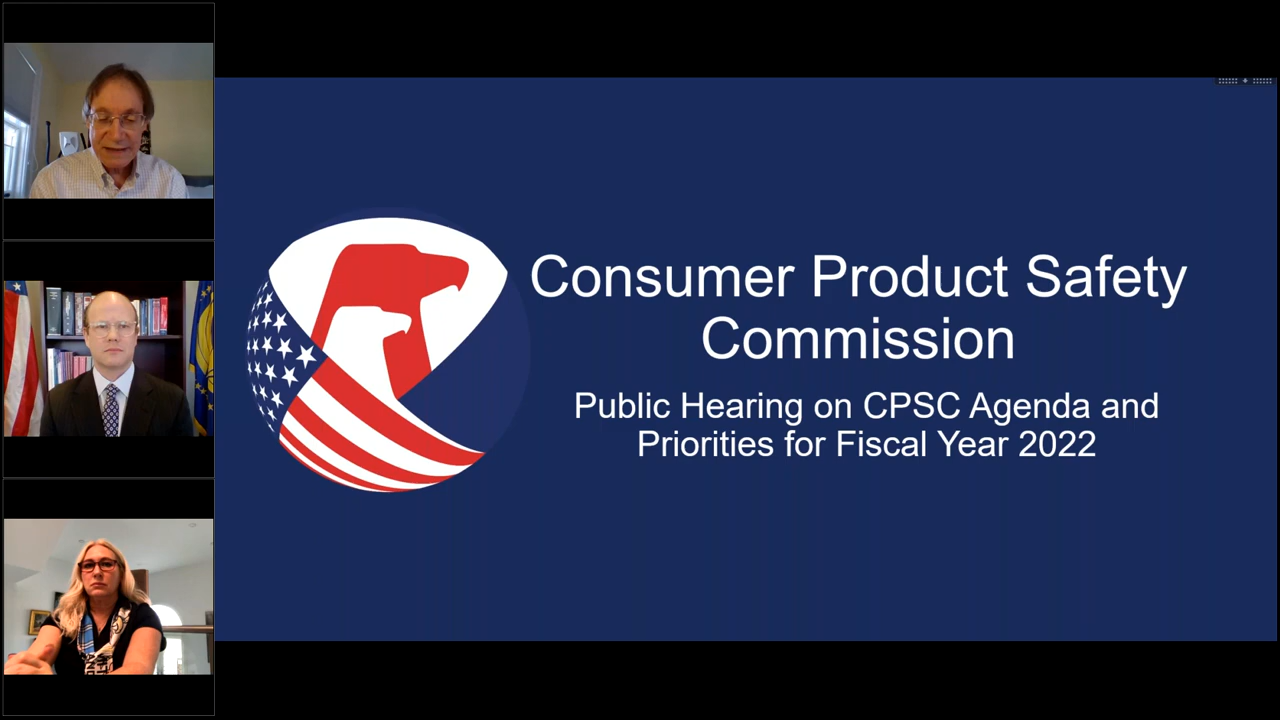 Consumer Product Safety
Commission
Public Hearing on CPSC Agenda and
Priorities for Fiscal Year 2022